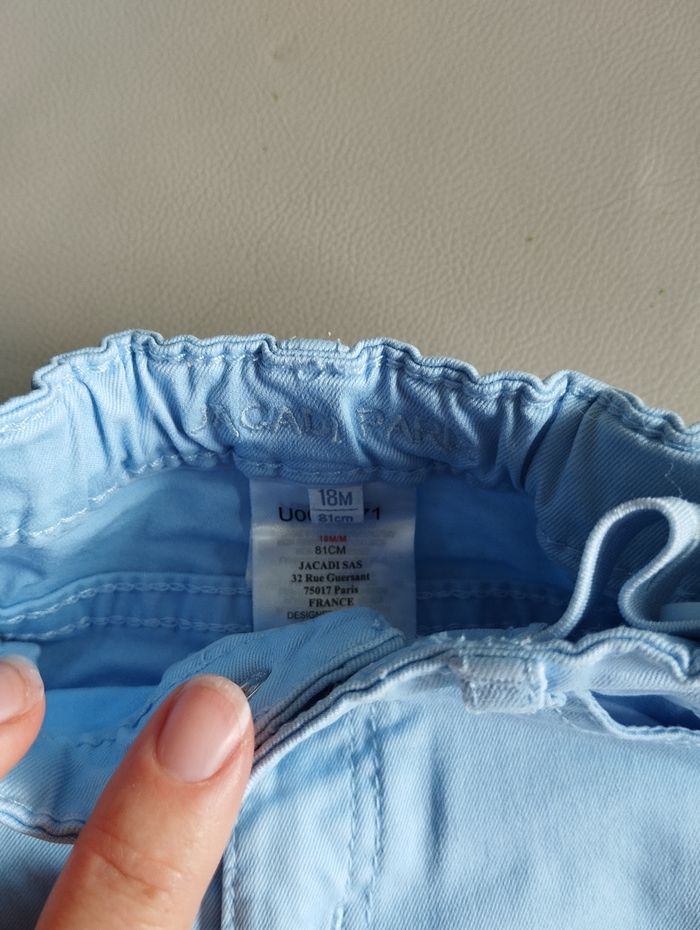 JACADI PARIS
18M
81cm
18M/M
81CM
JACADI SAS
32 Rue Guersant
75017 Paris
FRANCE